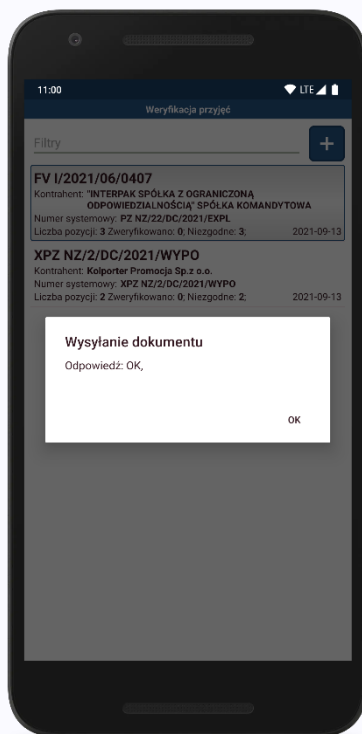 11:00 LTE
Weryfikacja przyjęć
Filtry +
FV I/2021/06/0407
Kontrahent: "INTERPAK SPÓŁKA Z OGRANICZONĄ
ODPOWIEDZIALNOŚCIĄ" SPÓŁKA KOMANDYTOWA
Numer systemowy: PZ NZ/22/DC/2021/EXPL
Liczba pozycji: 3 Zweryfikowano: 0; Niezgodne: 3; 2021-09-13
XPZ NZ/2/DC/2021/WYPO
Kontrahent: Kolporter Promocja Sp.z o.o.
Numer systemowy: XPZ NZ/2/DC/2021/WYPO
Liczba pozycji: 2 Zweryfikowano: 0; Niezgodne: 2; 2021-09-13
Wysyłanie dokumentu
Odpowiedź: OK,
OK